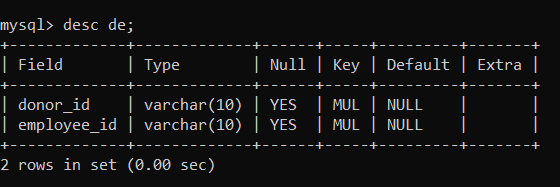 mysql> desc de;
+-------------+-------------+------+-----+---------+-------+
| Field       | Type        | Null | Key | Default | Extra |
+-------------+-------------+------+-----+---------+-------+
| donor_id    | varchar(10) | YES  | MUL | NULL    |       |
| employee_id | varchar(10) | YES  | MUL | NULL    |       |
+-------------+-------------+------+-----+---------+-------+
2 rows in set (0.00 sec)